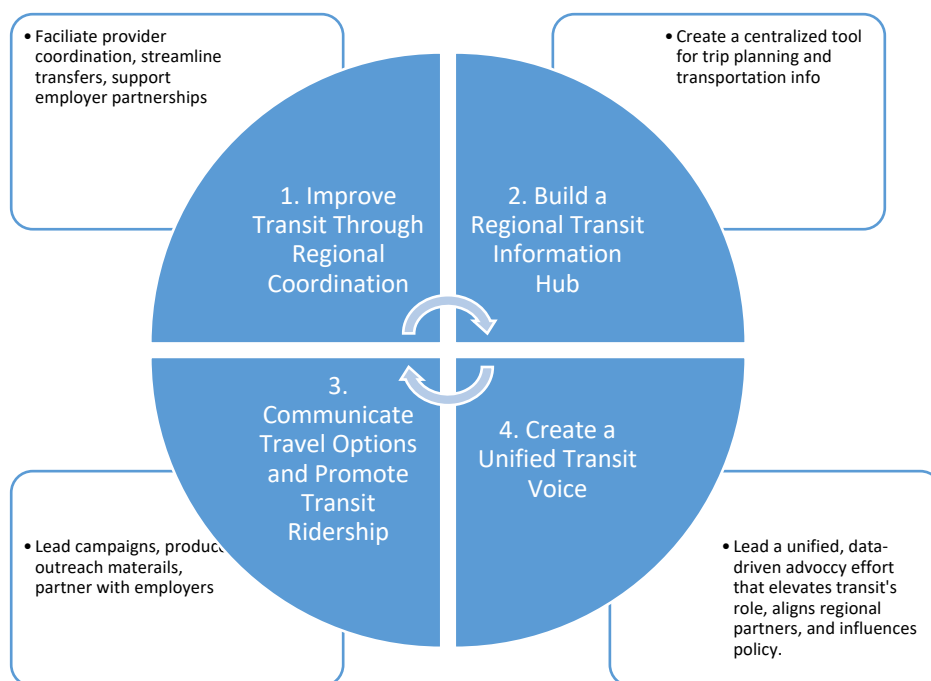 • Faciliate provider
coordination, streamline
transfers, support
employer partnerships
• Create a centralized tool
for trip planning and
transportation info
1. Improve
Transit Through
Regional
Coordination
2. Build a
Regional Transit
Information
Hub
3.
Communicate
Travel Options
and Promote
Transit
Ridership
4. Create a
Unified Transit
Voice
• Lead campaigns, produce
outreach materails,
partner with employers
• Lead a unified, data-
driven advoccy effort
that elevates transit's
role, aligns regional
partners, and influences
policy.